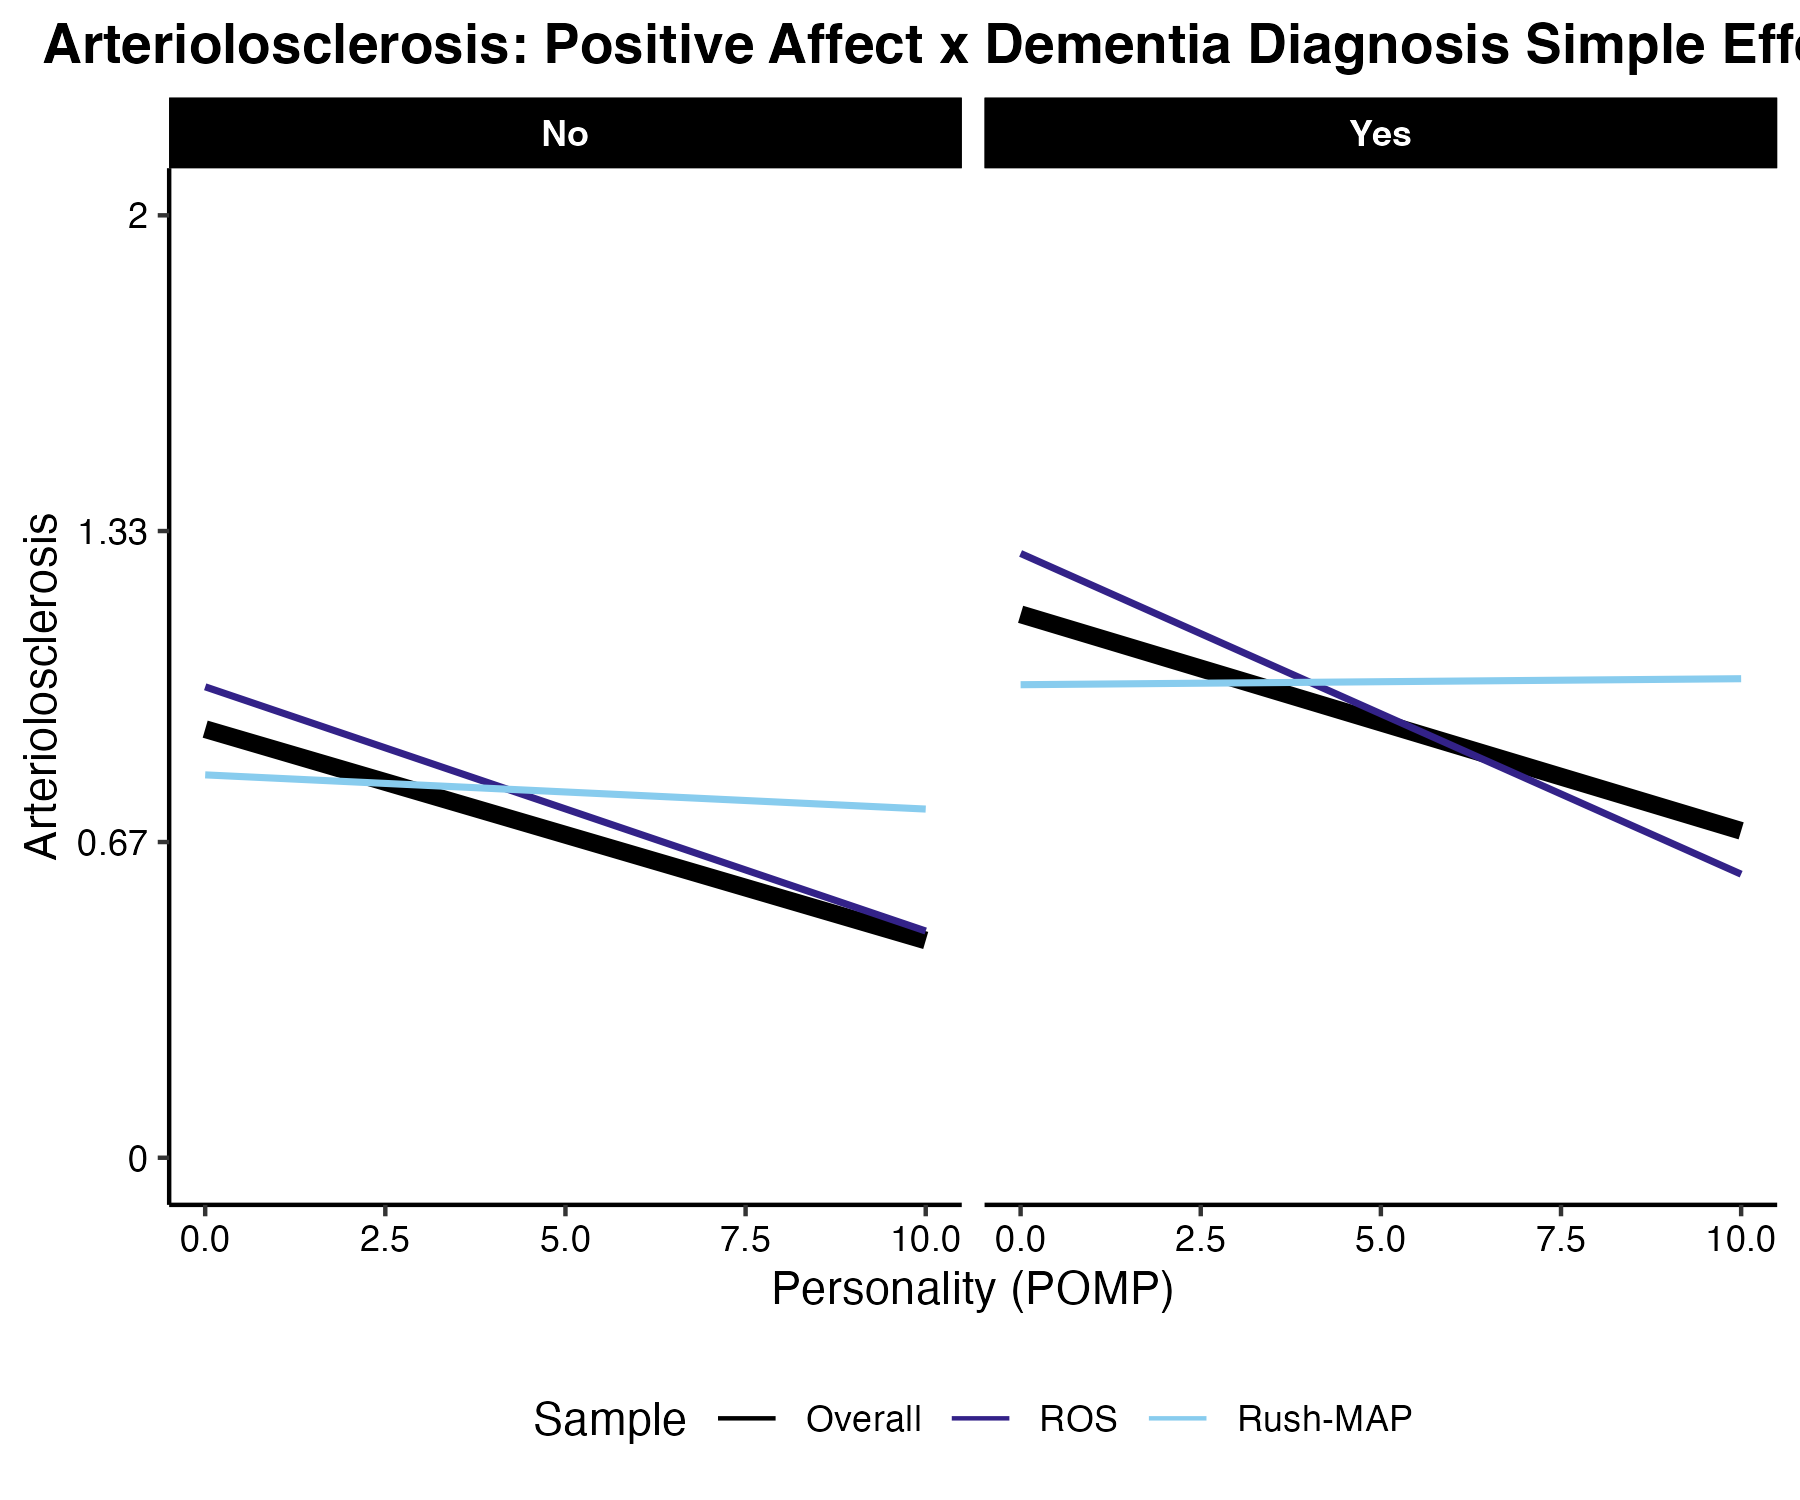 Arteriolosclerosis: Positive Affect x Dementia Diagnosis Simple
No
Yes
2
1.33
0.67
0
Arteriolosclerosis
0.0 2.5 5.0 7.5 10.0 0.0 2.5 5.0 7.5 10.0
Personality (POMP)
Sample Overall ROS Rush-MAP